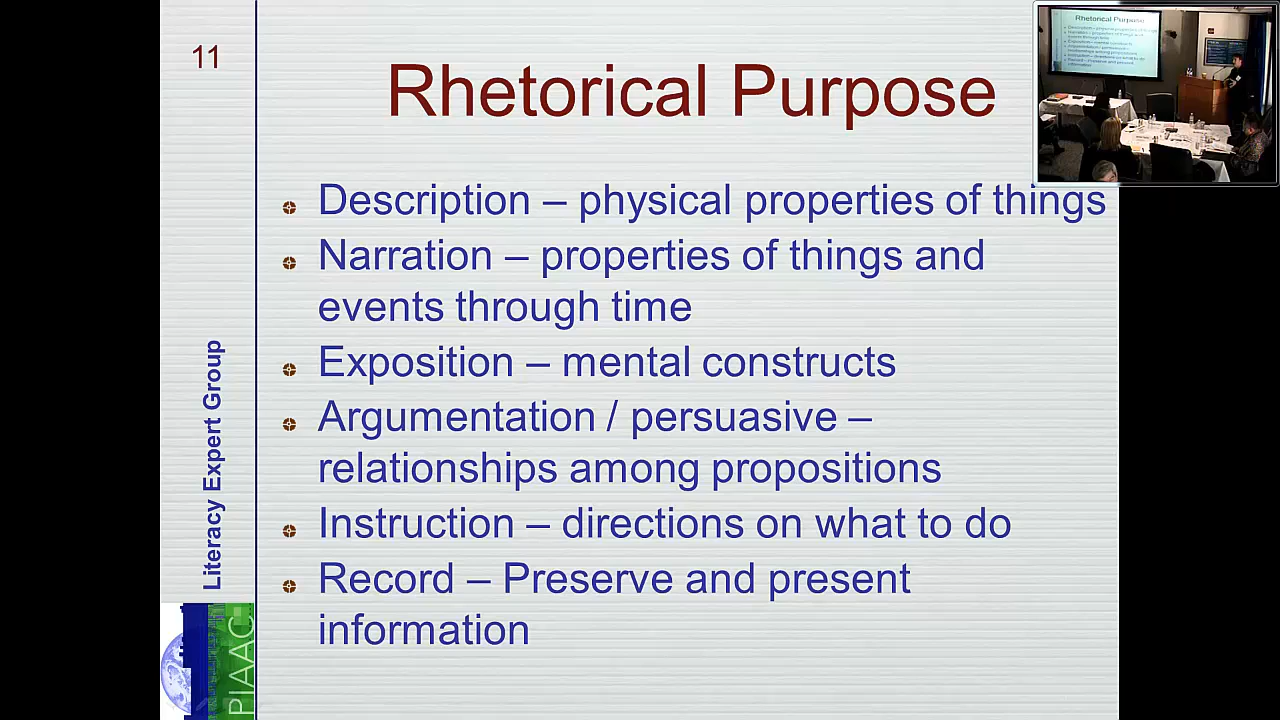 11
Rhetorical Purpose
Description – physical properties of things
Narration – properties of things and
events through time
Exposition – mental constructs
Argumentation / persuasive –
relationships among propositions
Instruction – directions on what to do
Record – Preserve and present
information
Literacy Expert Group
PIAAC
Rhetorical Purpose